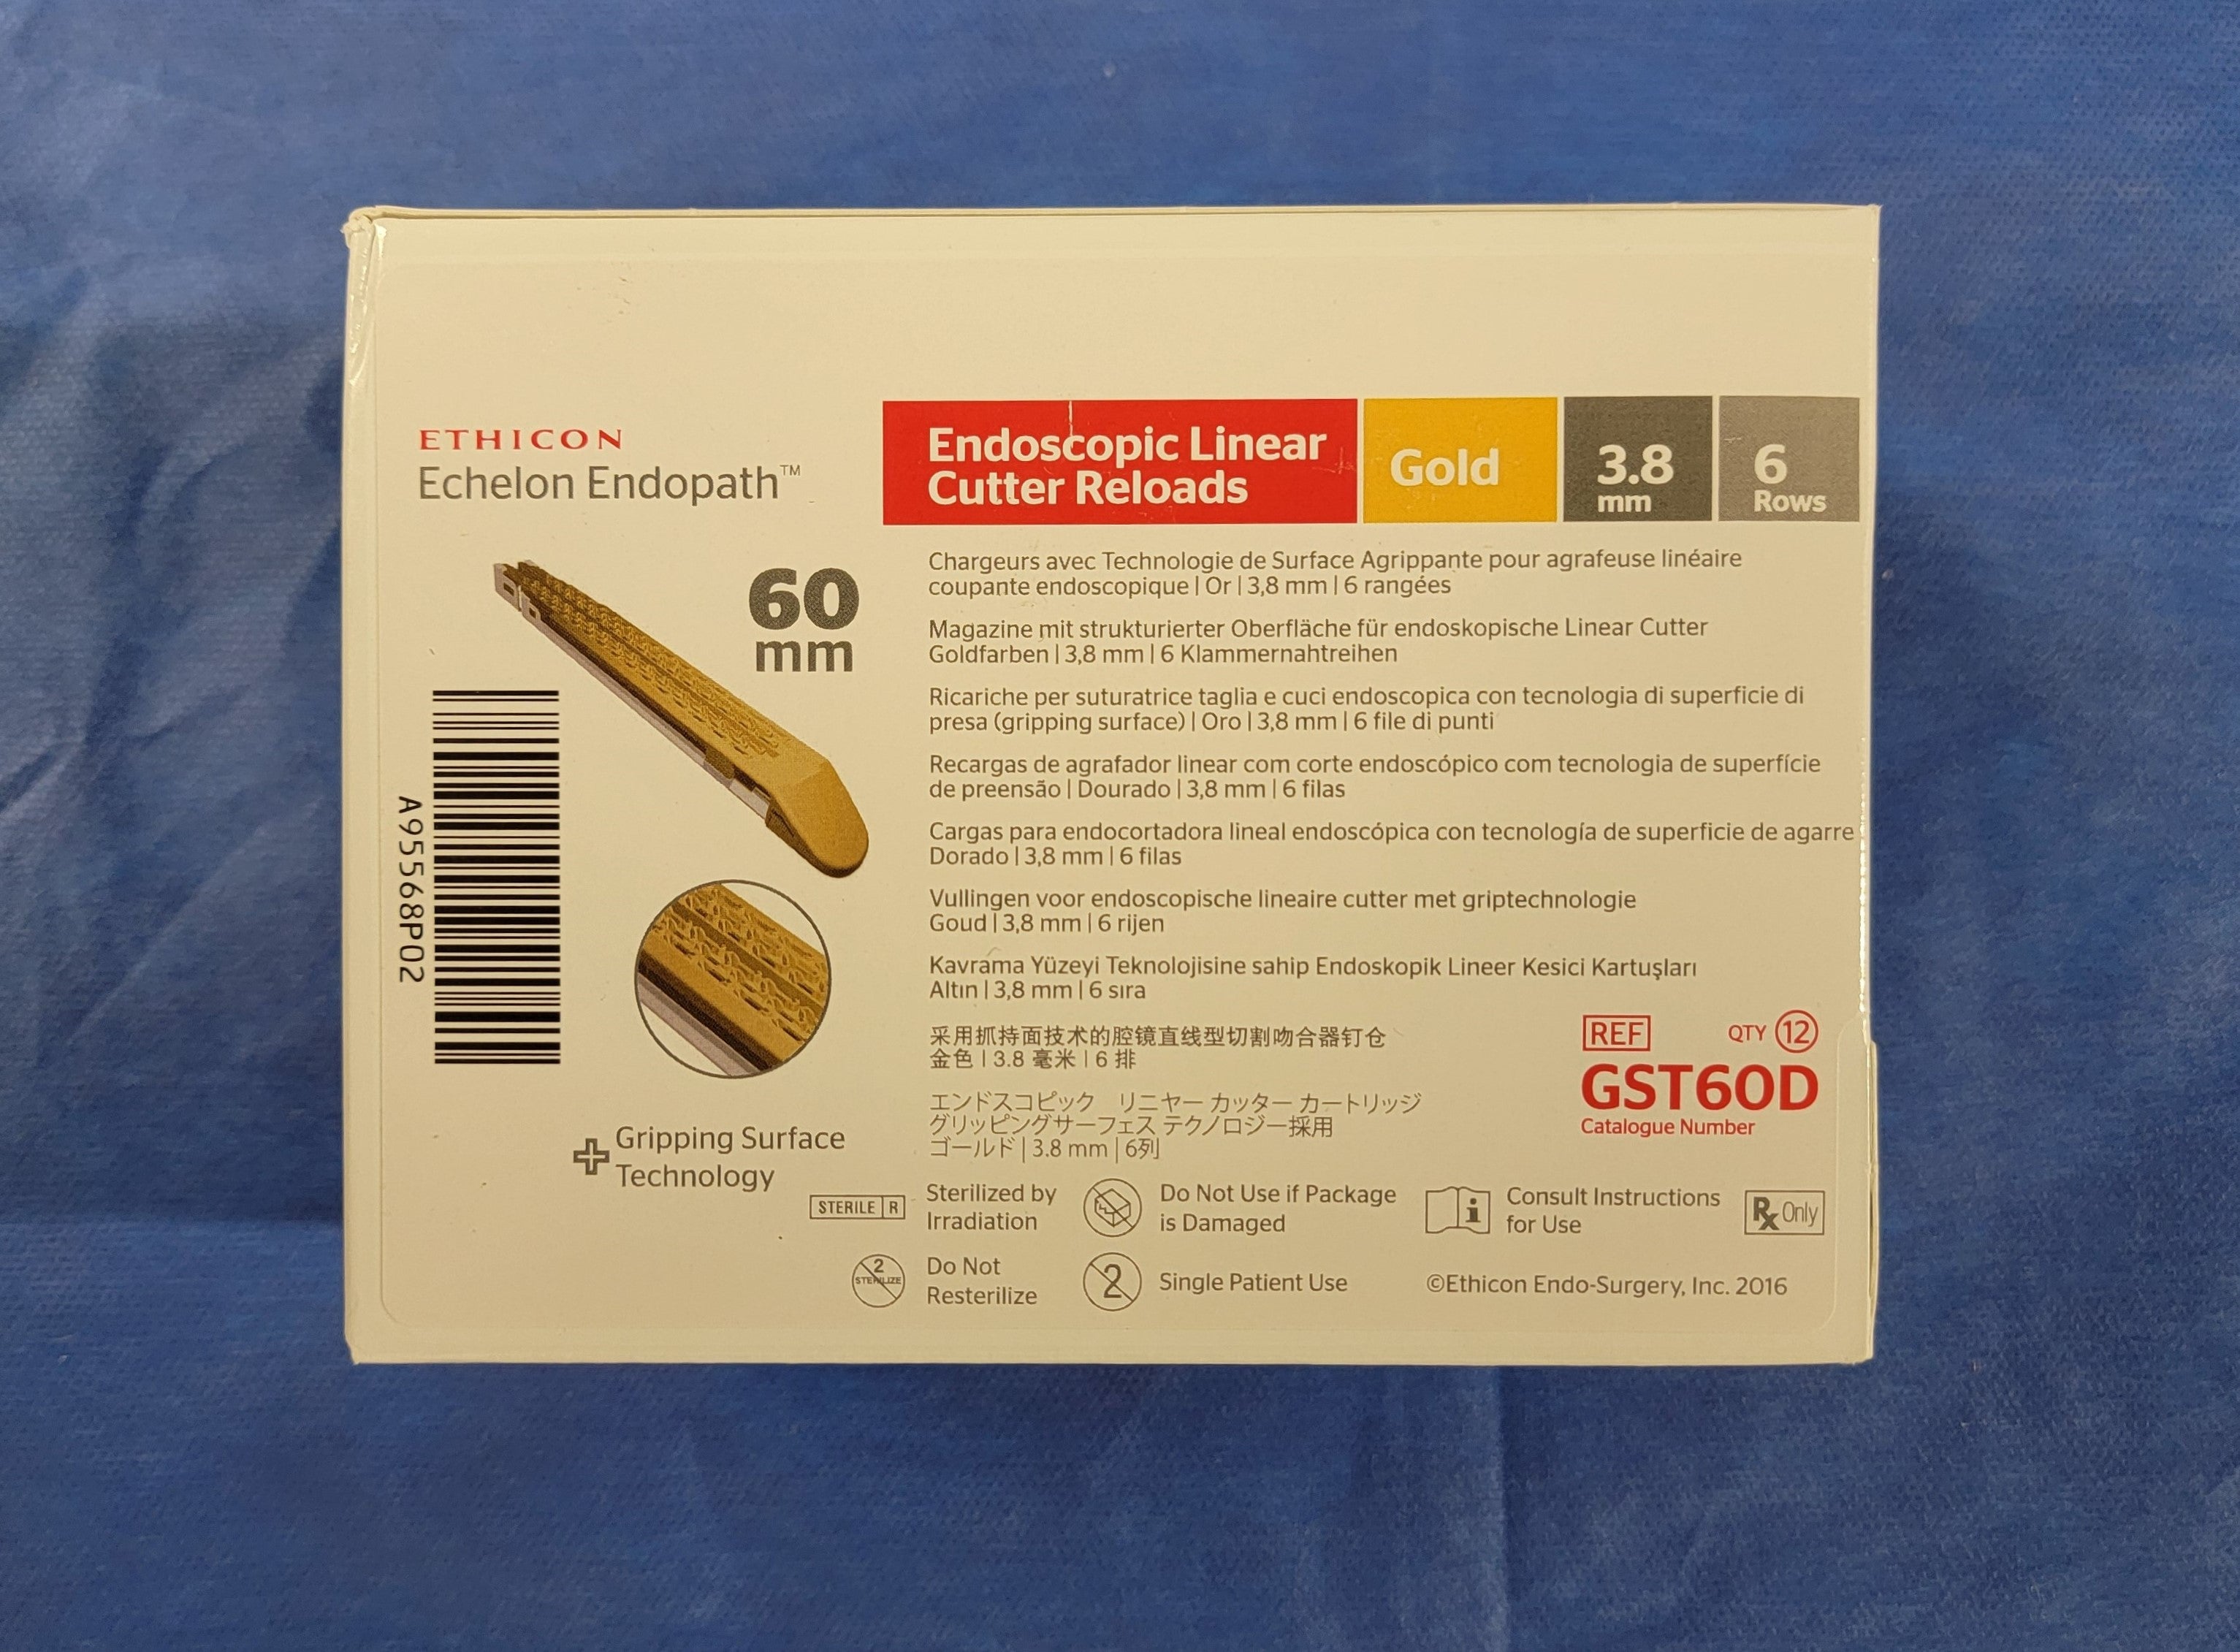 ETHICON
Echelon Endopath™
Endoscopic Linear
Cutter Reloads
Gold
3.8
mm
6
Rows
60
mm
A95568P02
Gripping Surface
Technology
Chargeurs avec Technologie de Surface Agrippante pour agrafeuse linéaire
coupante endoscopique | Or | 3,8 mm | 6 rangées
Magazine mit strukturierter Oberfläche für endoskopische Linear Cutter
Goldfarben | 3,8 mm | 6 Klammernahtreihen
Ricariche per suturatrice taglia e cuci endoscopica con tecnologia di superficie di
presa (gripping surface) | Oro | 3,8 mm | 6 file di punti
Recargas de agrafador linear com corte endoscópico com tecnologia de superfície
de preensão | Dourado | 3,8 mm | 6 filas
Cargas para endocortadora lineal endoscópica con tecnología de superficie de agarre
Dorado | 3,8 mm | 6 filas
Vullingen voor endoscopische lineaire cutter met griptechnologie
Goud | 3,8 mm | 6 rijen
Kavrama Yüzeyi Teknolojisine sahip Endoskopik Lineer Kesici Kartuşları
Altın | 3,8 mm | 6 sıra
采用抓持面技术的腔镜直线型切割吻合器钉仓
金色 | 3.8 毫米 | 6 排
エンドスコピック リニヤー カッター カートリッジ
グリッピングサーフェス テクノロジー採用
ゴールド | 3.8 mm | 6列
REF
QTY 12
GST60D
Catalogue Number
STERILE R
Sterilized by
Irradiation
Do Not Use if Package
is Damaged
Consult Instructions
for Use
Rx Only
2
STERILIZE
Do Not
Resterilize
2
Single Patient Use
©Ethicon Endo-Surgery, Inc. 2016